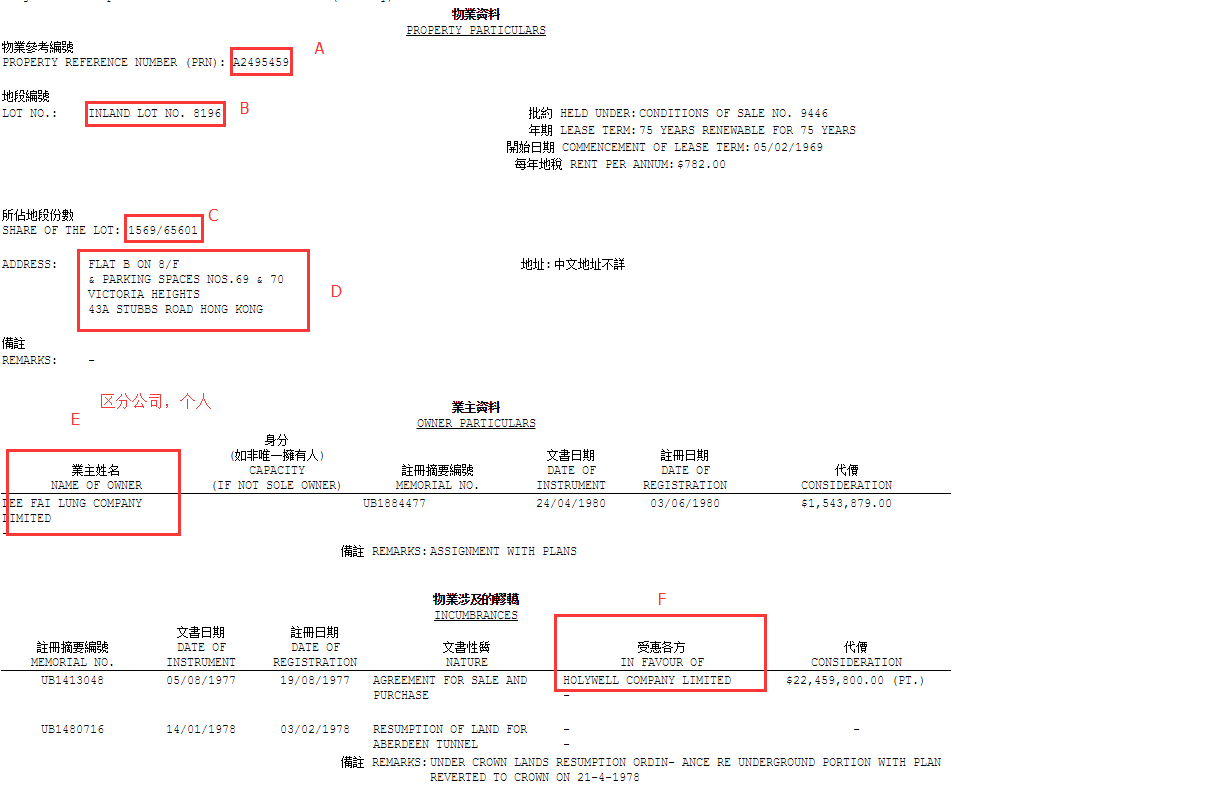 物業資料
PROPERTY PARTICULARS
物業參考編號
PROPERTY REFERENCE NUMBER (PRN): A2495459
A
地段編號
LOT NO.: INLAND LOT NO. 8196
B
批約 HELD UNDER: CONDITIONS OF SALE NO. 9446
年期 LEASE TERM: 75 YEARS RENEWABLE FOR 75 YEARS
開始日期 COMMENCEMENT OF LEASE TERM: 05/02/1969
每年地稅 RENT PER ANNUM: $782.00
所佔地段份數
SHARE OF THE LOT: 1569/65601
C
ADDRESS: FLAT B ON 8/F
& PARKING SPACES NOS.69 & 70
VICTORIA HEIGHTS
43A STUBBS ROAD HONG KONG
D
地址: 中文地址不詳
備註
REMARKS: -
区分公司，个人
E
業主資料
OWNER PARTICULARS
業主姓名
NAME OF OWNER
身分
(如非唯一擁有人)
CAPACITY
(IF NOT SOLE OWNER)
註冊摘要編號
MEMORIAL NO.
文書日期
DATE OF
INSTRUMENT
註冊日期
DATE OF
REGISTRATION
代價
CONSIDERATION
LEE FAI LUNG COMPANY UB1884477 24/04/1980 03/06/1980 $1,543,879.00
LIMITED
備註 REMARKS: ASSIGNMENT WITH PLANS
物業涉及的轇轕
INCUMBRANCES
F
註冊摘要編號
MEMORIAL NO.
文書日期
DATE OF
INSTRUMENT
註冊日期
DATE OF
REGISTRATION
文書性質
NATURE
受惠各方
IN FAVOUR OF
代價
CONSIDERATION
UB1413048 05/08/1977 19/08/1977 AGREEMENT FOR SALE AND HOLYWELL COMPANY LIMITED $22,459,800.00 (PT.)
PURCHASE -
UB1480716 14/01/1978 03/02/1978 RESUMPTION OF LAND FOR - -
ABERDEEN TUNNEL -
備註 REMARKS: UNDER CROWN LANDS RESUMPTION ORDIN- ANCE RE UNDERGROUND PORTION WITH PLAN
REVERTED TO CROWN ON 21-4-1978